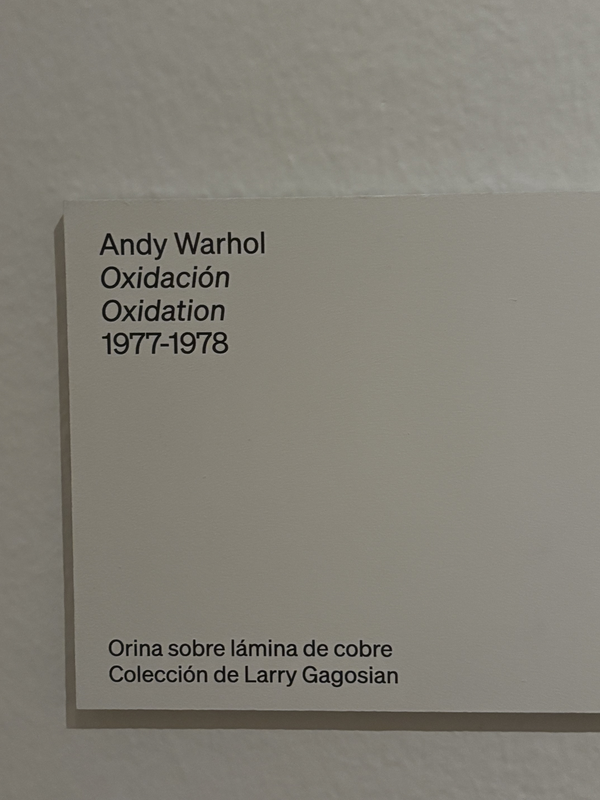 Andy Warhol
Oxidación
Oxidation
1977-1978
Orina sobre lámina de cobre
Colección de Larry Gagosian